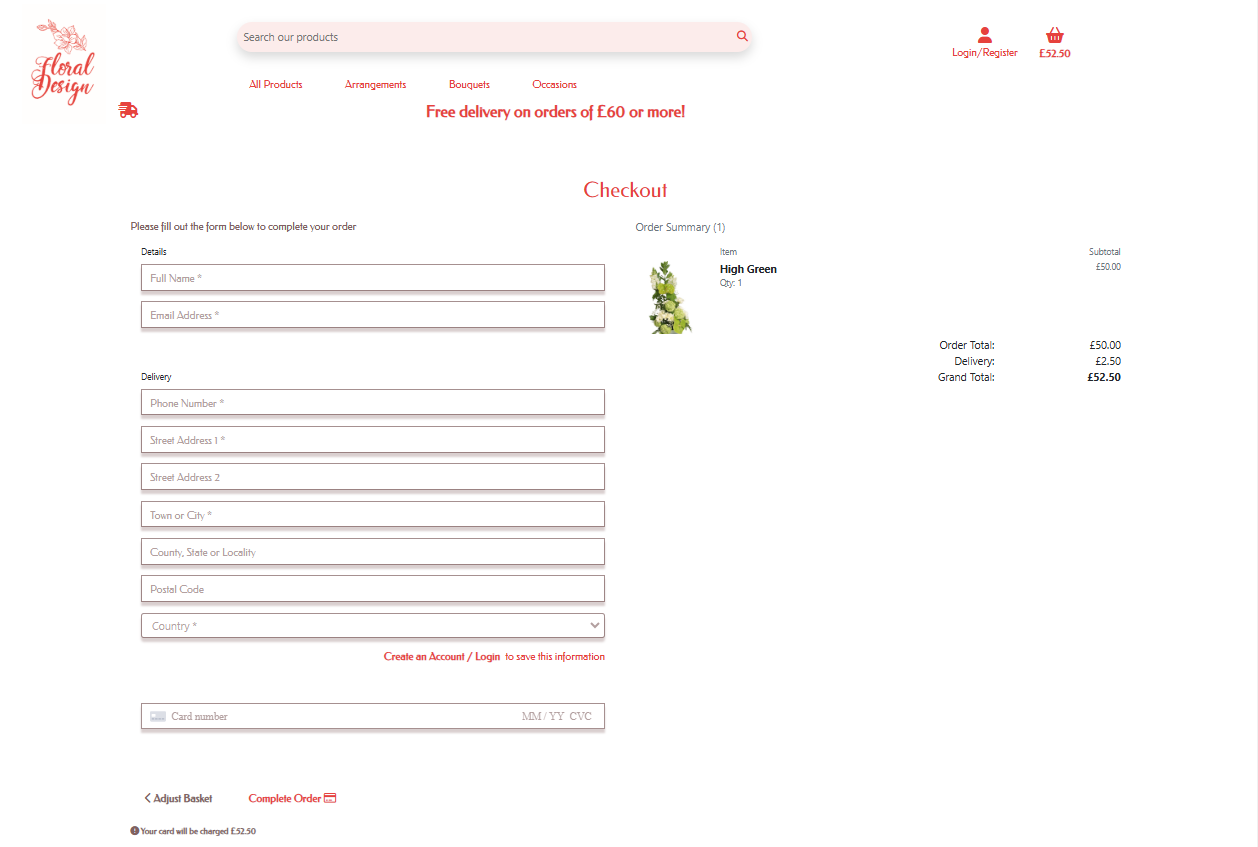 Floral
Design
Search our products
Login/Register
£52.50
All Products
Arrangements
Bouquets
Occasions
Free delivery on orders of £60 or more!
Checkout
Please fill out the form below to complete your order
Details
Full Name *
Email Address *
Delivery
Phone Number *
Street Address 1 *
Street Address 2
Town or City *
County, State or Locality
Postal Code
Country *
Create an Account / Login to save this information
Card number MM / YY CVC
Adjust Basket
Complete Order
Your card will be charged £52.50
Order Summary (1)
Item Subtotal
High Green £50.00
Qty: 1
Order Total: £50.00
Delivery: £2.50
Grand Total: £52.50